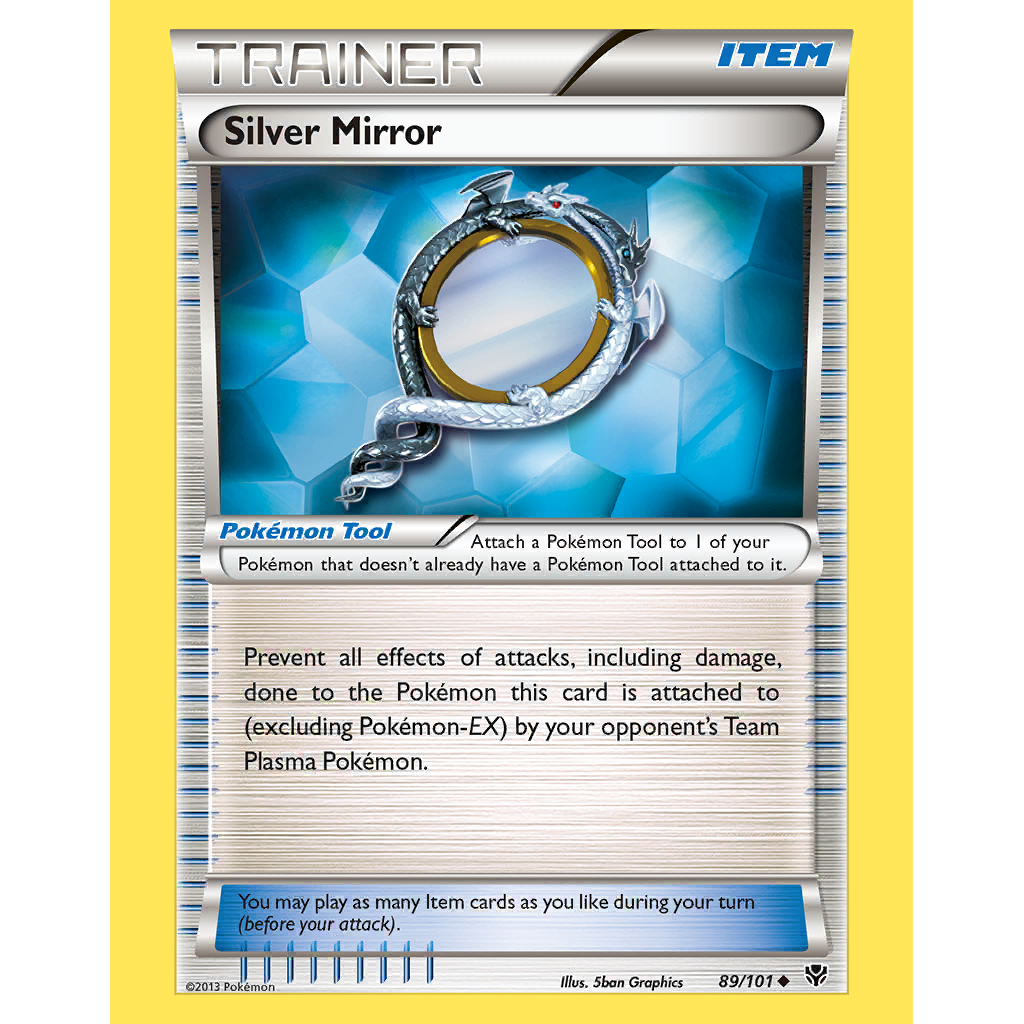 TRAINER
ITEM
Silver Mirror
Pokémon Tool
Attach a Pokémon Tool to 1 of your
Pokémon that doesn't already have a Pokémon Tool attached to it.
Prevent all effects of attacks, including damage,
done to the Pokémon this card is attached to
(excluding Pokémon-EX) by your opponent's Team
Plasma Pokémon.
You may play as many Item cards as you like during your turn
(before your attack).
©2013 Pokémon
Illus. 5ban Graphics
89/101